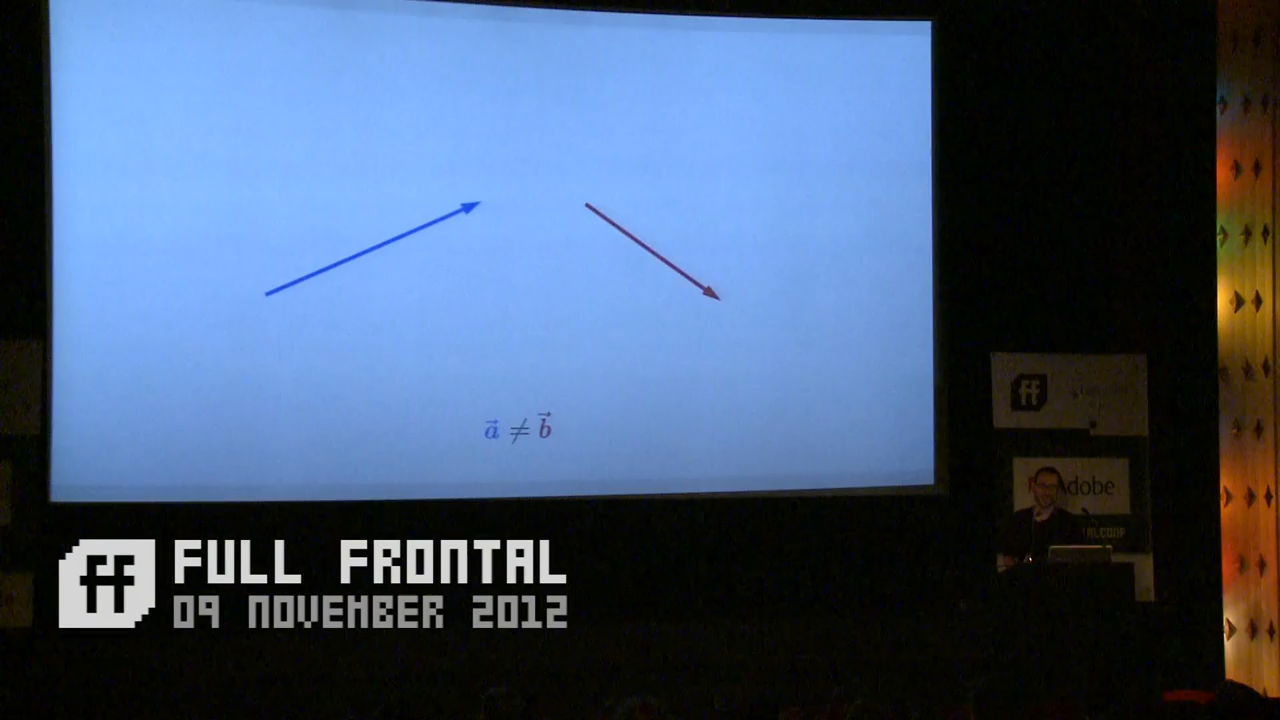 a⃗ ≠ b⃗
ff
Adobe
ff
FULL FRONTAL
09 NOVEMBER 2012